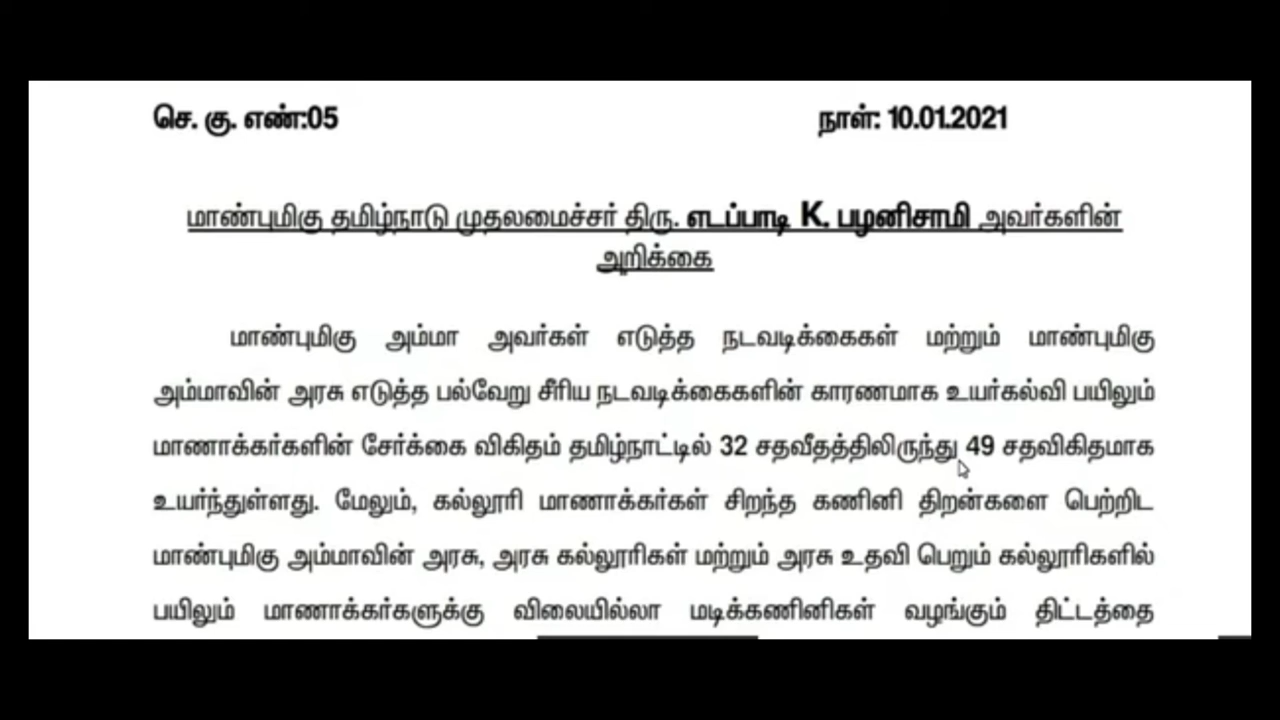 செ. கு. எண்:05 நாள்: 10.01.2021
மாண்புமிகு தமிழ்நாடு முதலமைச்சர் திரு. எடப்பாடி K. பழனிசாமி அவர்களின்
அறிக்கை
மாண்புமிகு அம்மா அவர்கள் எடுத்த நடவடிக்கைகள் மற்றும் மாண்புமிகு
அம்மாவின் அரசு எடுத்த பல்வேறு சீரிய நடவடிக்கைகளின் காரணமாக உயர்கல்வி பயிலும்
மாணாக்கர்களின் சேர்க்கை விகிதம் தமிழ்நாட்டில் 32 சதவீதத்திலிருந்து 49 சதவிகிதமாக
உயர்ந்துள்ளது. மேலும், கல்லூரி மாணாக்கர்கள் சிறந்த கணினி திறன்களை பெற்றிட
மாண்புமிகு அம்மாவின் அரசு, அரசு கல்லூரிகள் மற்றும் அரசு உதவி பெறும் கல்லூரிகளில்
பயிலும் மாணாக்கர்களுக்கு விலையில்லா மடிக்கணினிகள் வழங்கும் திட்டத்தை